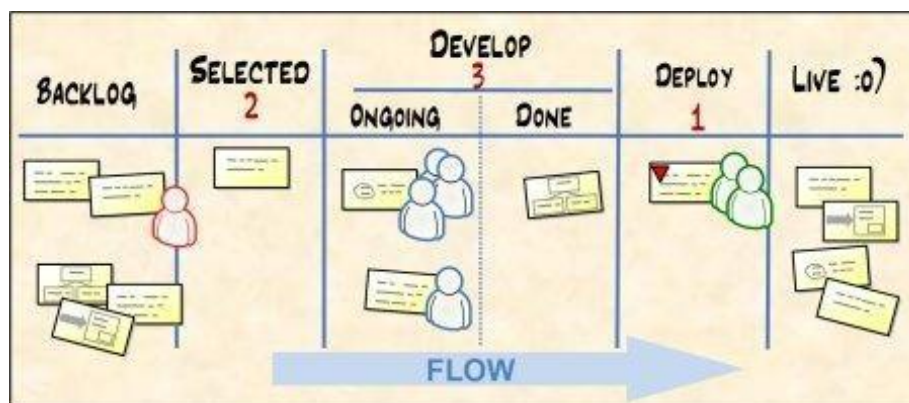 BACKLOG
SELECTED
2
DEVELOP
3
ONGOING
DONE
DEPLOY
1
LIVE :o)
FLOW